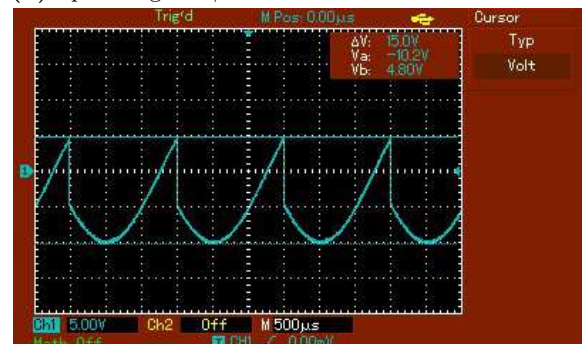 Trig'd M Pos: 0.00μs Cursor
ΔV: 15.0V
Va: -10.2V
Vb: 4.80V
Typ
Volt
1
Ch1 5.00V Ch2 Off M 500μs
Math Off CH1 0.00mV